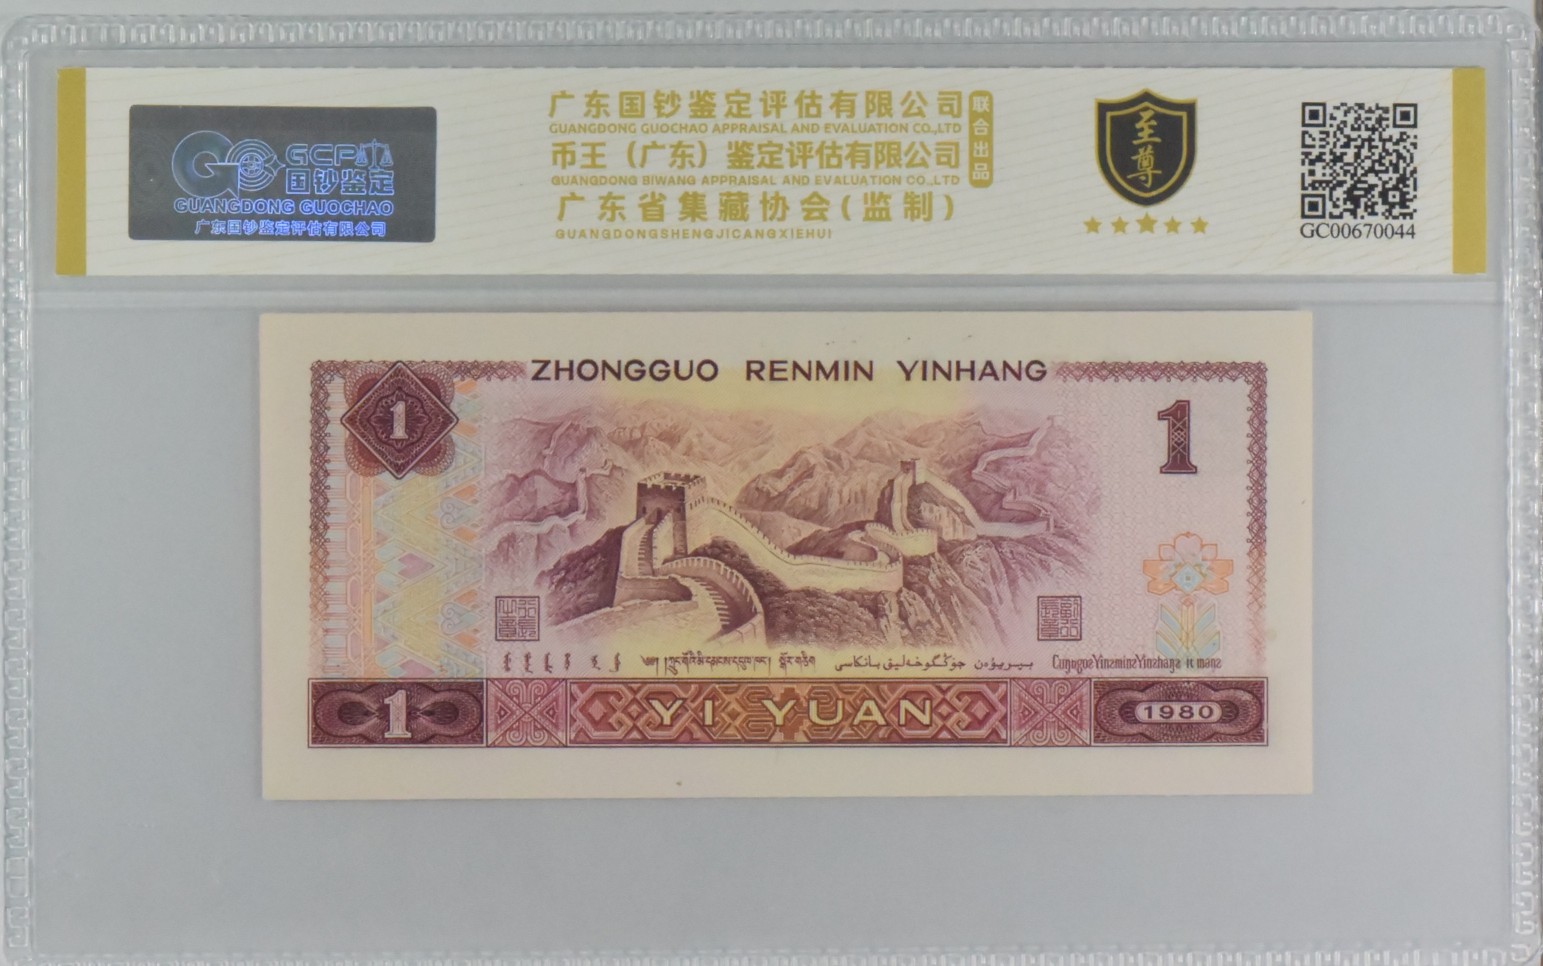 GCP
国钞鉴定
GUANGDONG GUOCHAO
广东国钞鉴定评估有限公司
广东国钞鉴定评估有限公司
GUANGDONG GUOCHAO APPRAISAL AND EVALUATION CO.,LTD
币王（广东）鉴定评估有限公司
GUANGDONG BIWANG APPRAISAL AND EVALUATION CO.,LTD
广东省集藏协会(监制)
GUANGDONGSHENGJICANGXIEHUI
联合出品
至尊
GC00670044
ZHONGGUO RENMIN YINHANG
1
1
1
YI YUAN
1980